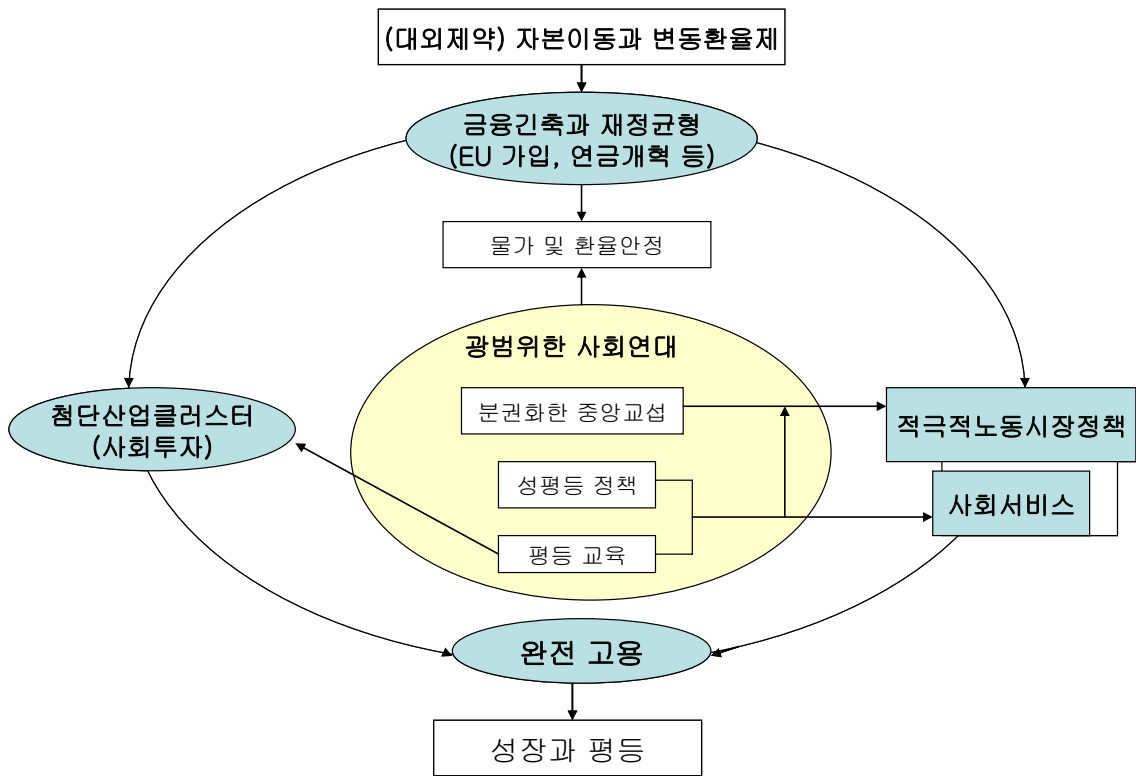 (대외제약) 자본이동과 변동환율제
금융긴축과 재정균형
(EU 가입, 연금개혁 등)
물가 및 환율안정
광범위한 사회연대
첨단산업클러스터
(사회투자)
분권화한 중앙교섭
적극적노동시장정책
성평등 정책
사회서비스
평등 교육
완전 고용
성장과 평등